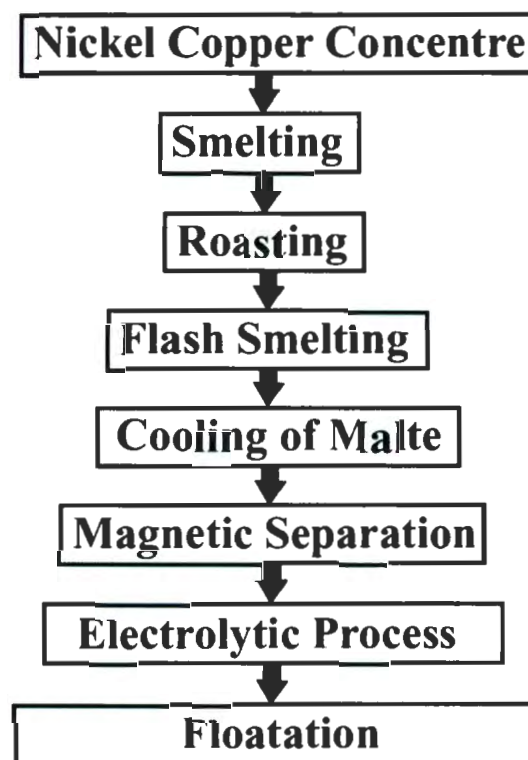 Nickel Copper Concentre
Smelting
Roasting
Flash Smelting
Cooling of Malte
Magnetic Separation
Electrolytic Process
Floatation